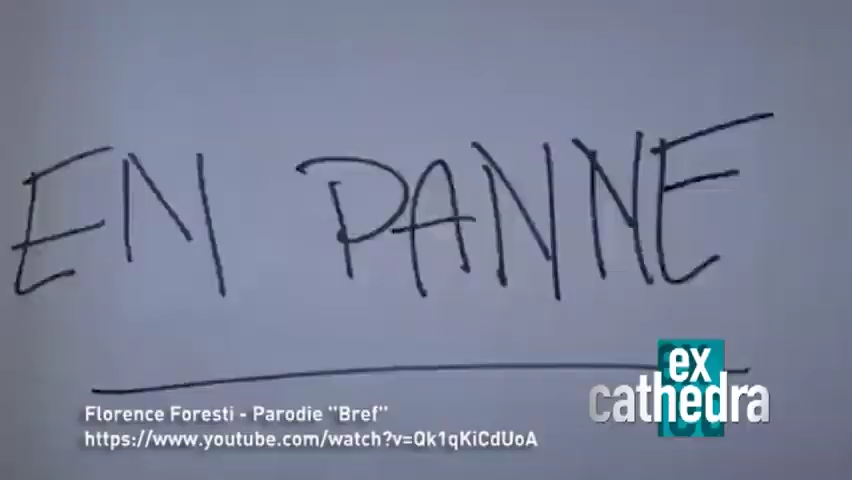 EN PANNE
ex
cathedra
Florence Foresti - Parodie "Bref"
https://www.youtube.com/watch?v=Qk1qKiCdUoA